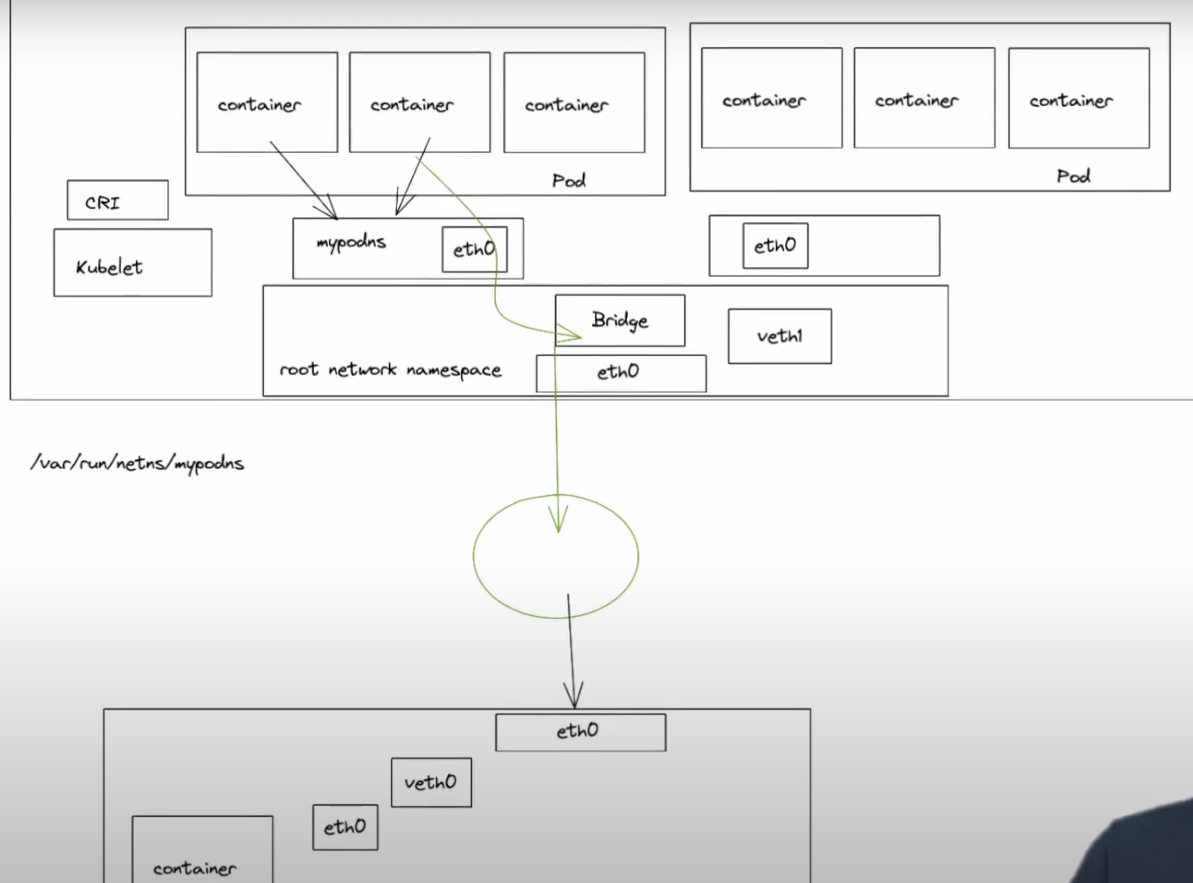 container
container
container
Pod
container
container
container
Pod
CRI
Kubelet
mypodns
eth0
eth0
Bridge
veth1
root network namespace
eth0
/var/run/netns/mypodns
eth0
veth0
eth0
container